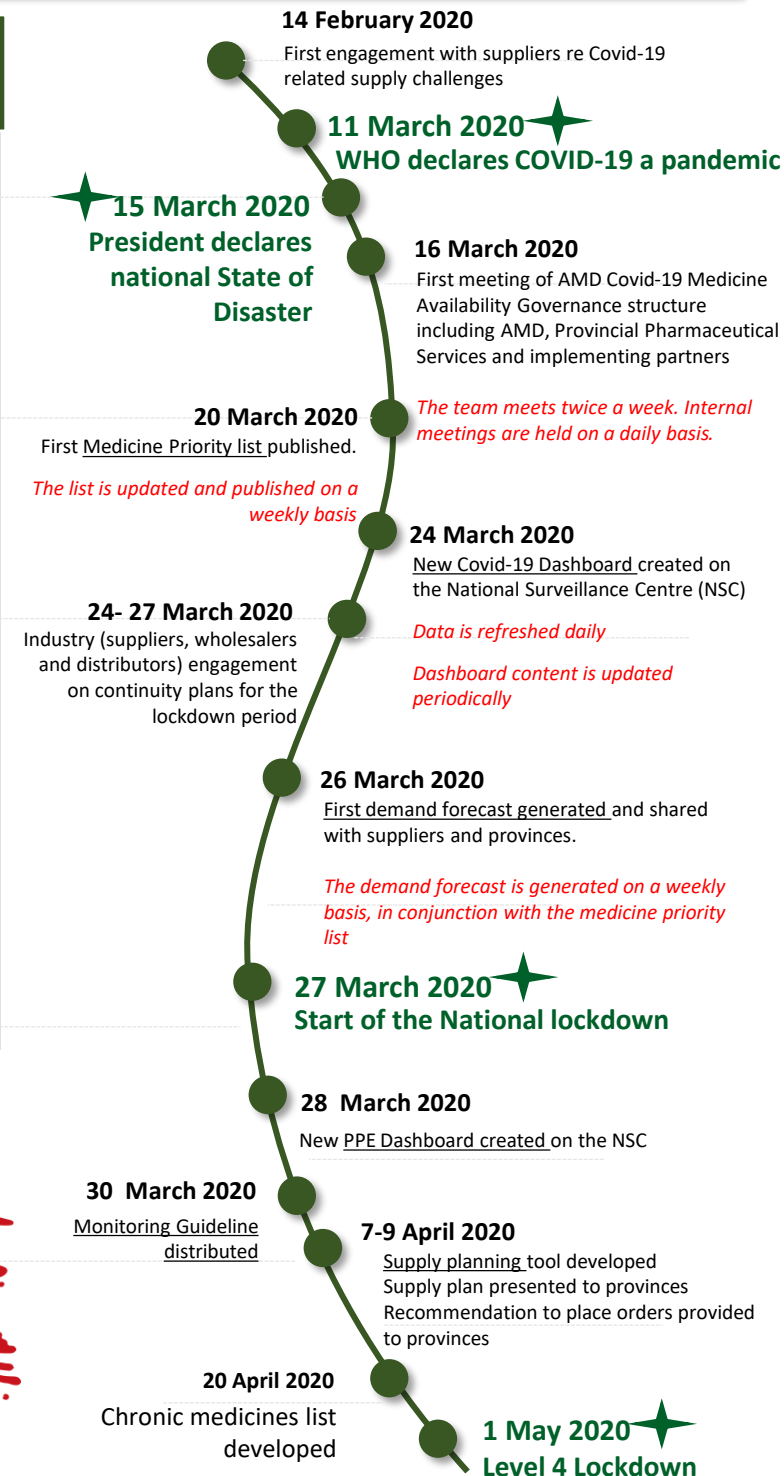 14 February 2020
First engagement with suppliers re Covid-19
related supply challenges
11 March 2020
WHO declares COVID-19 a pandemic
15 March 2020
President declares
national State of
Disaster
16 March 2020
First meeting of AMD Covid-19 Medicine
Availability Governance structure
including AMD, Provincial Pharmaceutical
Services and implementing partners
The team meets twice a week. Internal
meetings are held on a daily basis.
20 March 2020
First Medicine Priority list published.
The list is updated and published on a
weekly basis
24 March 2020
New Covid-19 Dashboard created on
the National Surveillance Centre (NSC)
Data is refreshed daily
Dashboard content is updated
periodically
24- 27 March 2020
Industry (suppliers, wholesalers
and distributors) engagement
on continuity plans for the
lockdown period
26 March 2020
First demand forecast generated and shared
with suppliers and provinces.
The demand forecast is generated on a weekly
basis, in conjunction with the medicine priority
list
27 March 2020
Start of the National lockdown
28 March 2020
New PPE Dashboard created on the NSC
30 March 2020
Monitoring Guideline
distributed
7-9 April 2020
Supply planning tool developed
Supply plan presented to provinces
Recommendation to place orders provided
to provinces
20 April 2020
Chronic medicines list
developed
1 May 2020
Level 4 Lockdown